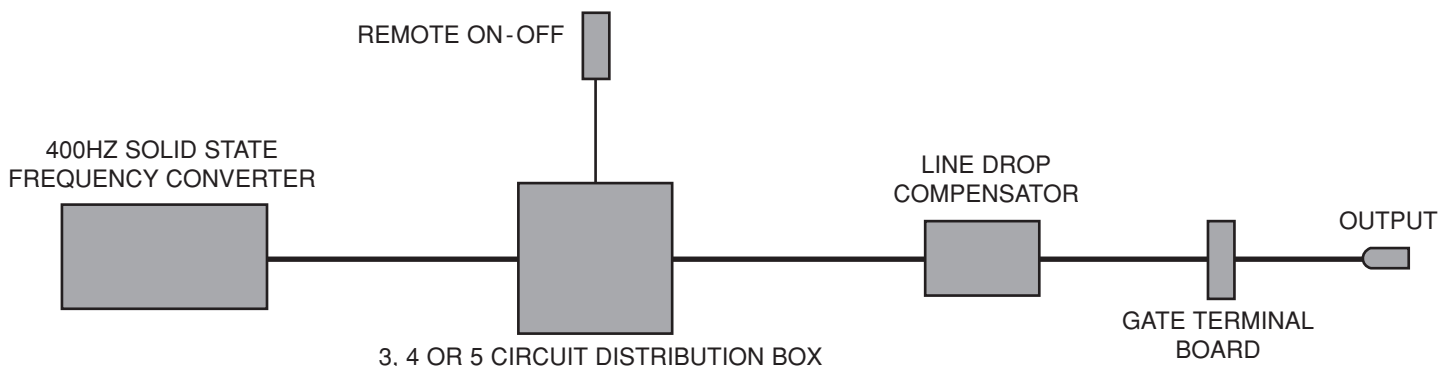 REMOTE ON-OFF
400HZ SOLID STATE
FREQUENCY CONVERTER
LINE DROP
COMPENSATOR
OUTPUT
GATE TERMINAL
BOARD
3, 4 OR 5 CIRCUIT DISTRIBUTION BOX